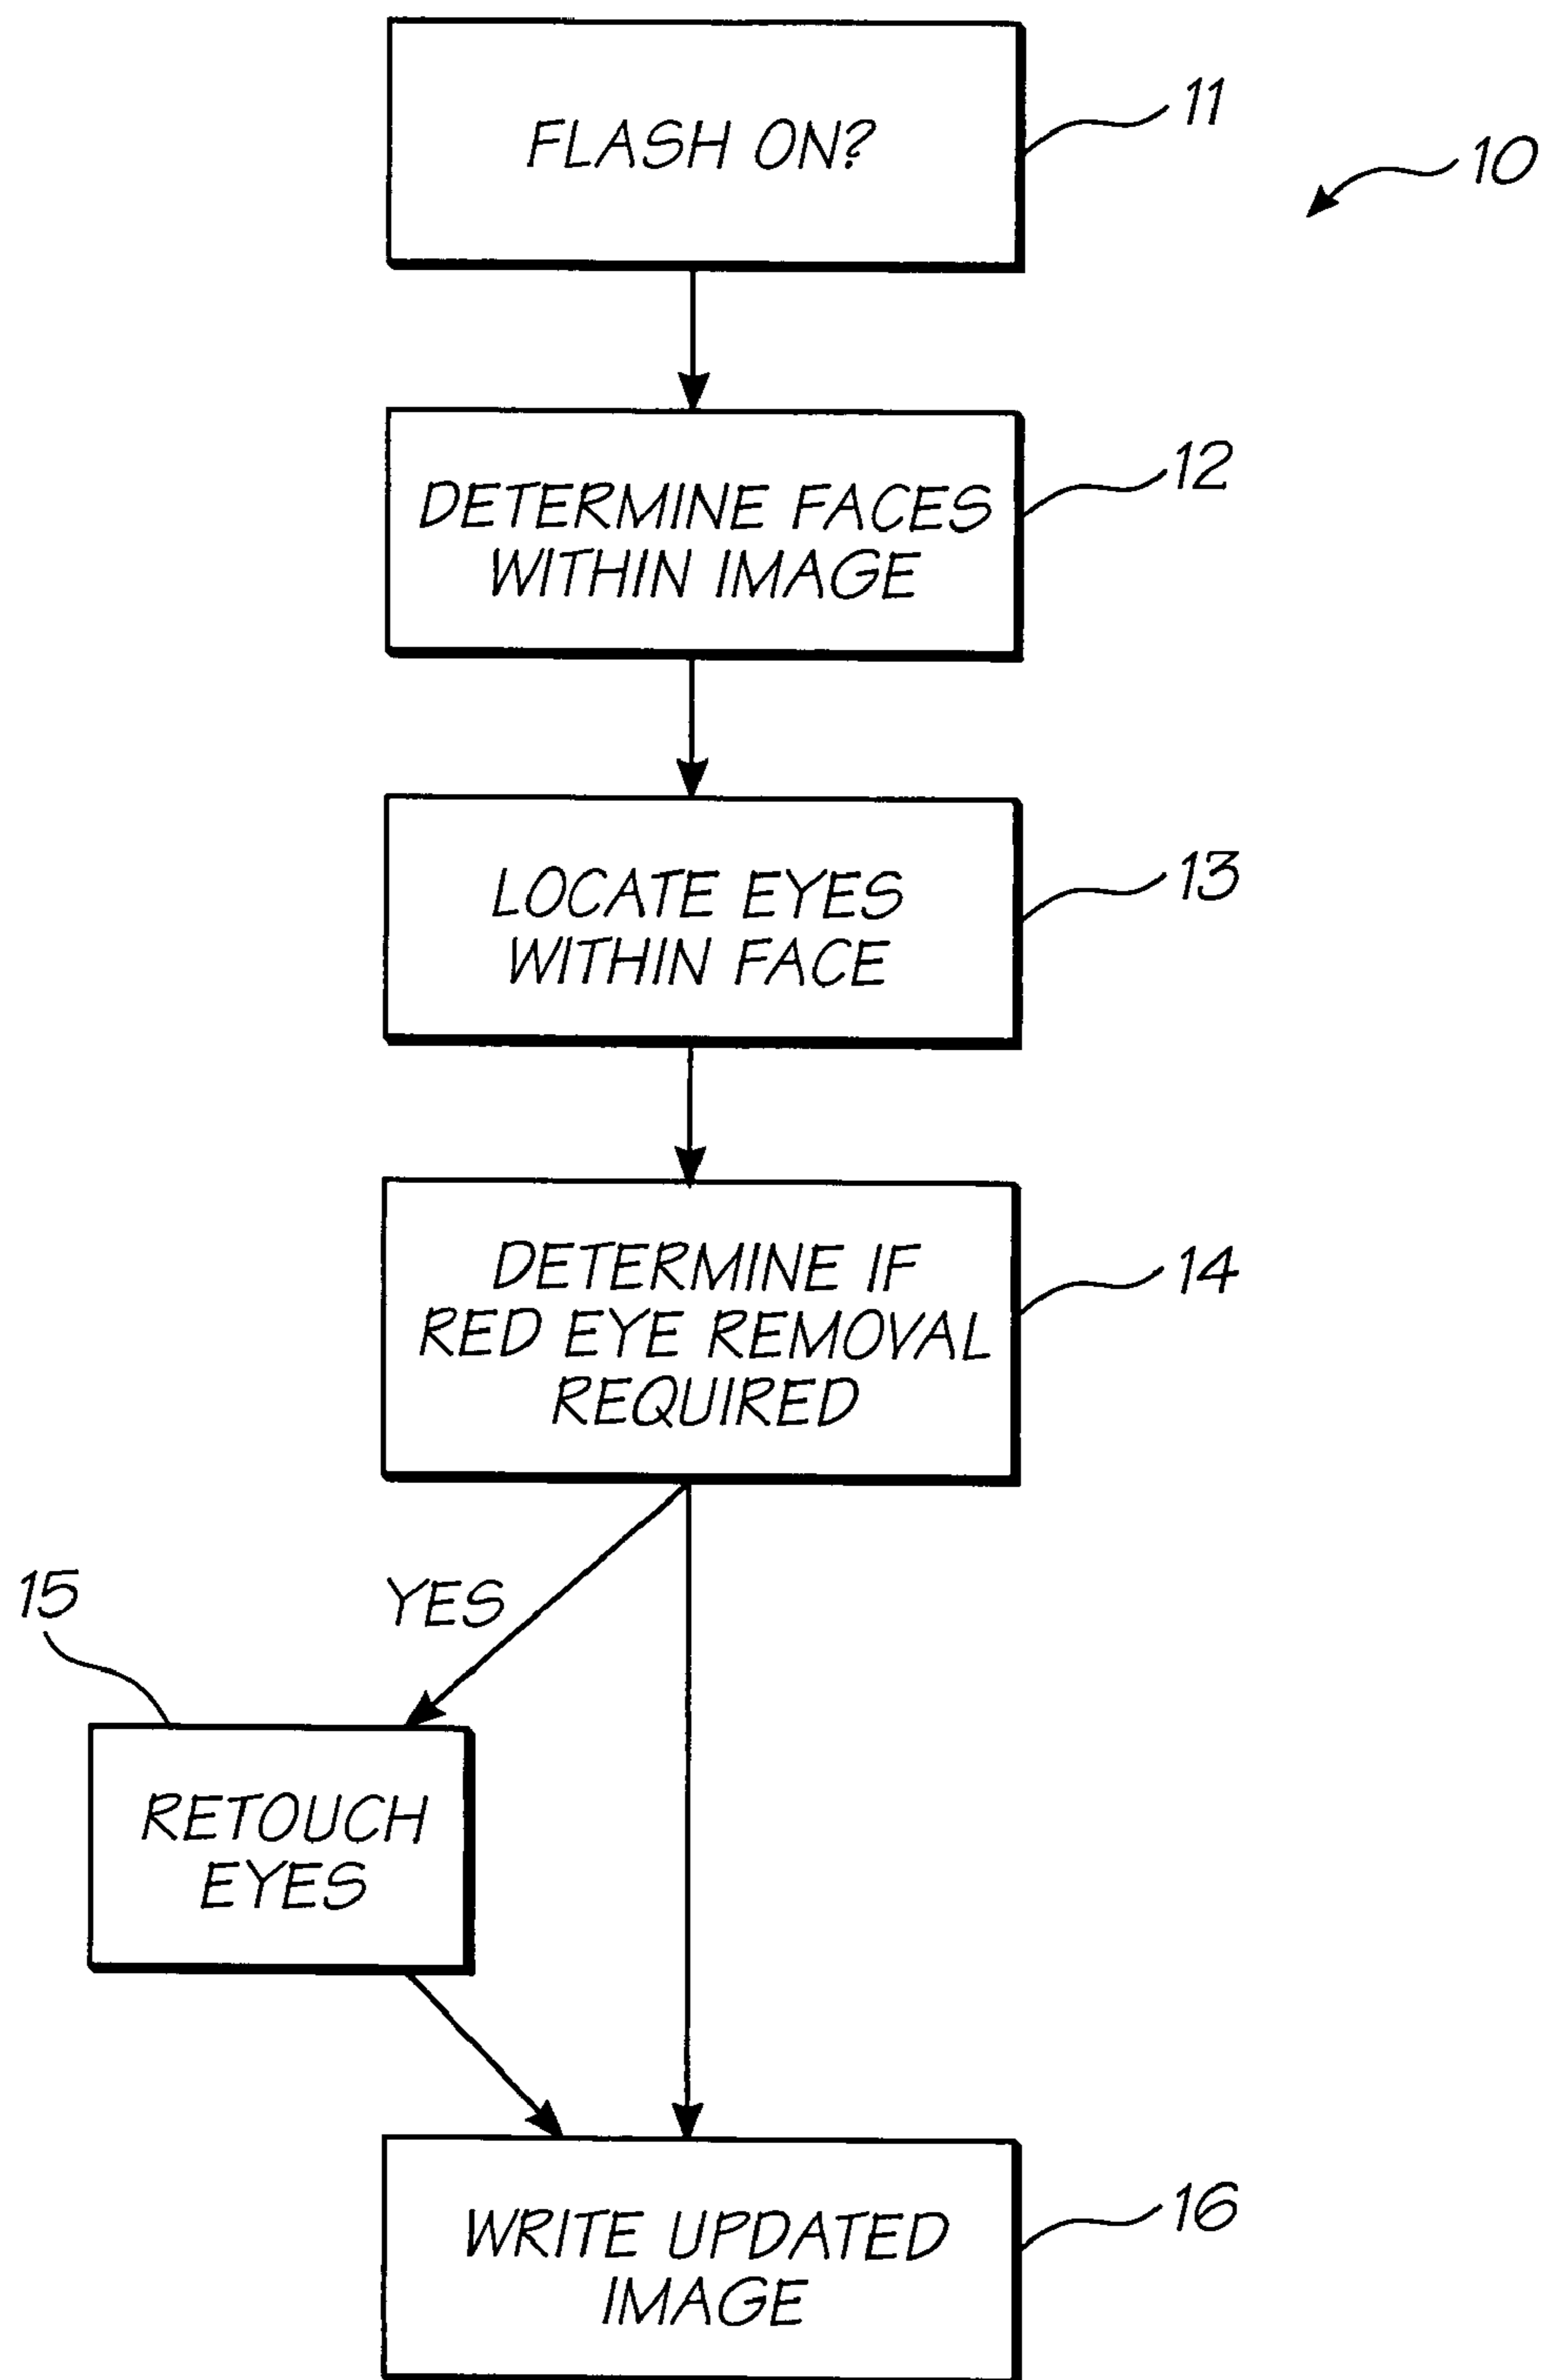 FLASH ON?
11
10
DETERMINE FACES
WITHIN IMAGE
12
LOCATE EYES
WITHIN FACE
13
DETERMINE IF
RED EYE REMOVAL
REQUIRED
14
YES
15
RETOUCH
EYES
WRITE UPDATED
IMAGE
16